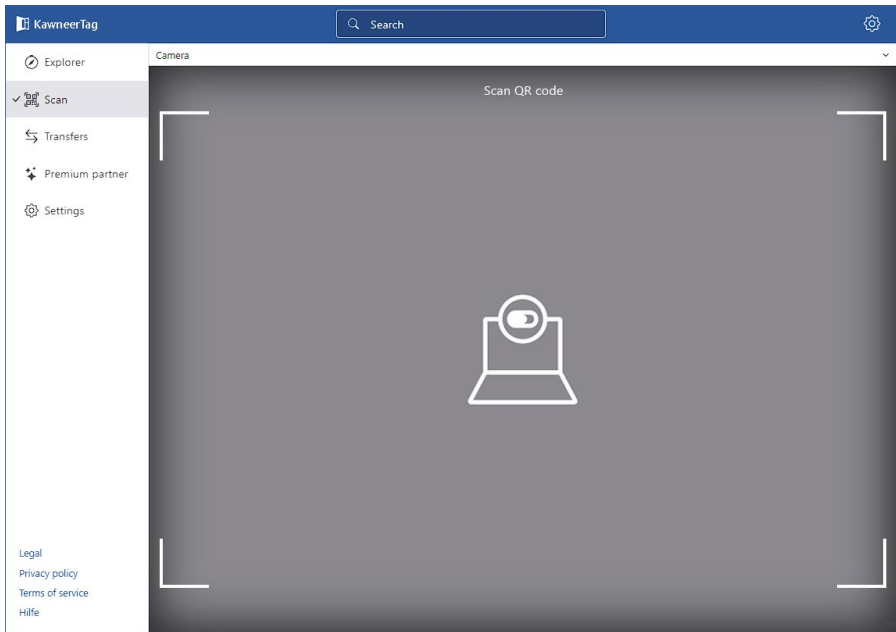 KawneerTag
Search
Explorer
Scan
Transfers
Premium partner
Settings
Legal
Privacy policy
Terms of service
Hilfe
Camera
Scan QR code